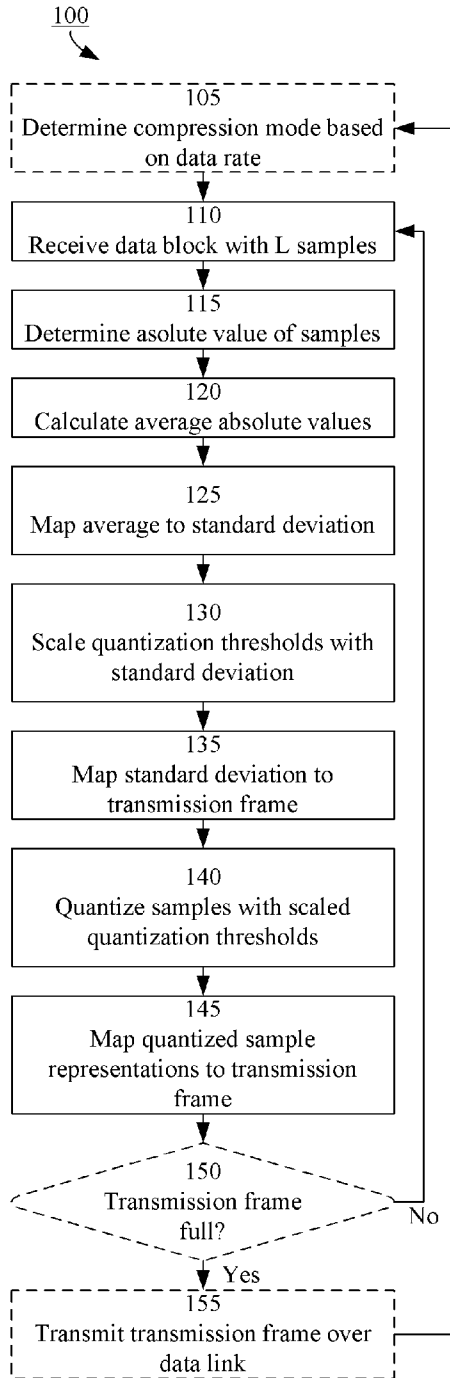 100
105
Determine compression mode based
on data rate
110
Receive data block with L samples
115
Determine asolute value of samples
120
Calculate average absolute values
125
Map average to standard deviation
130
Scale quantization thresholds with
standard deviation
135
Map standard deviation to
transmission frame
140
Quantize samples with scaled
quantization thresholds
145
Map quantized sample
representations to transmission
frame
150
Transmission frame
full?
No
Yes
155
Transmit transmission frame over
data link